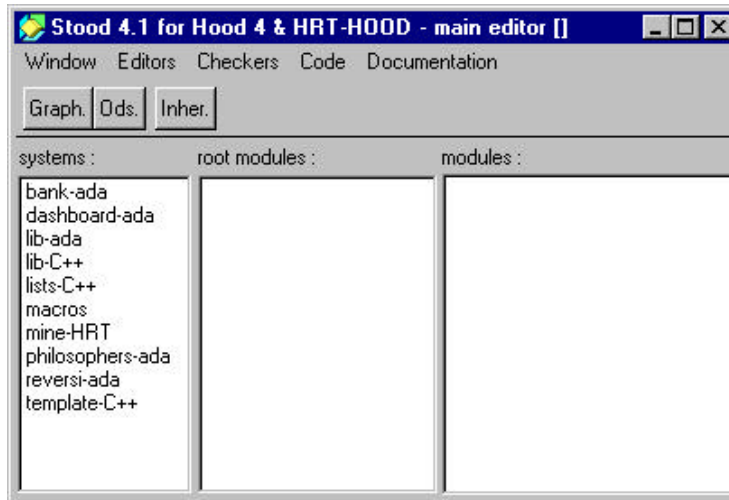 Stood 4.1 for Hood 4 & HRT-HOOD - main editor []
Window Editors Checkers Code Documentation
Graph. Ods. Inher.
systems : root modules : modules :
bank-ada
dashboard-ada
lib-ada
lib-C++
lists-C++
macros
mine-HRT
philosophers-ada
reversi-ada
template-C++